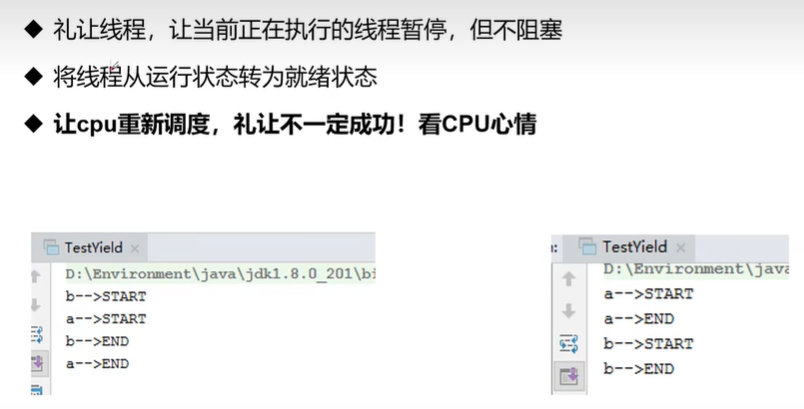 ◆ 礼让线程，让当前正在执行的线程暂停，但不阻塞
◆ 将线程从运行状态转为就绪状态
◆ 让cpu重新调度，礼让不一定成功！看CPU心情
TestYield ×
D:\Environment\java\jdk1.8.0_201\bi
b-->START
a-->START
b-->END
a-->END
TestYield ×
D:\Environment\java
a-->START
a-->END
b-->START
b-->END